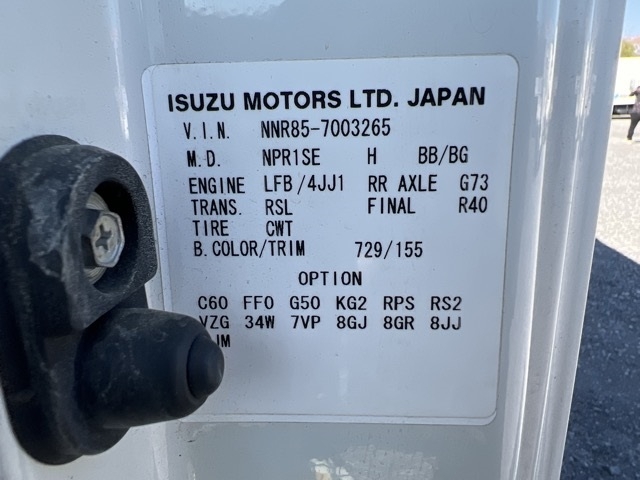 ISUZU MOTORS LTD. JAPAN
V.I.N. NNR85-7003265
M.D. NPR1SE H BB/BG
ENGINE LFB/4JJ1 RR AXLE G73
TRANS. RSL FINAL R40
TIRE CWT
B.COLOR/TRIM 729/155
OPTION
C60 FF0 G50 KG2 RPS RS2
VZG 34W 7VP 8GJ 8GR 8JJ